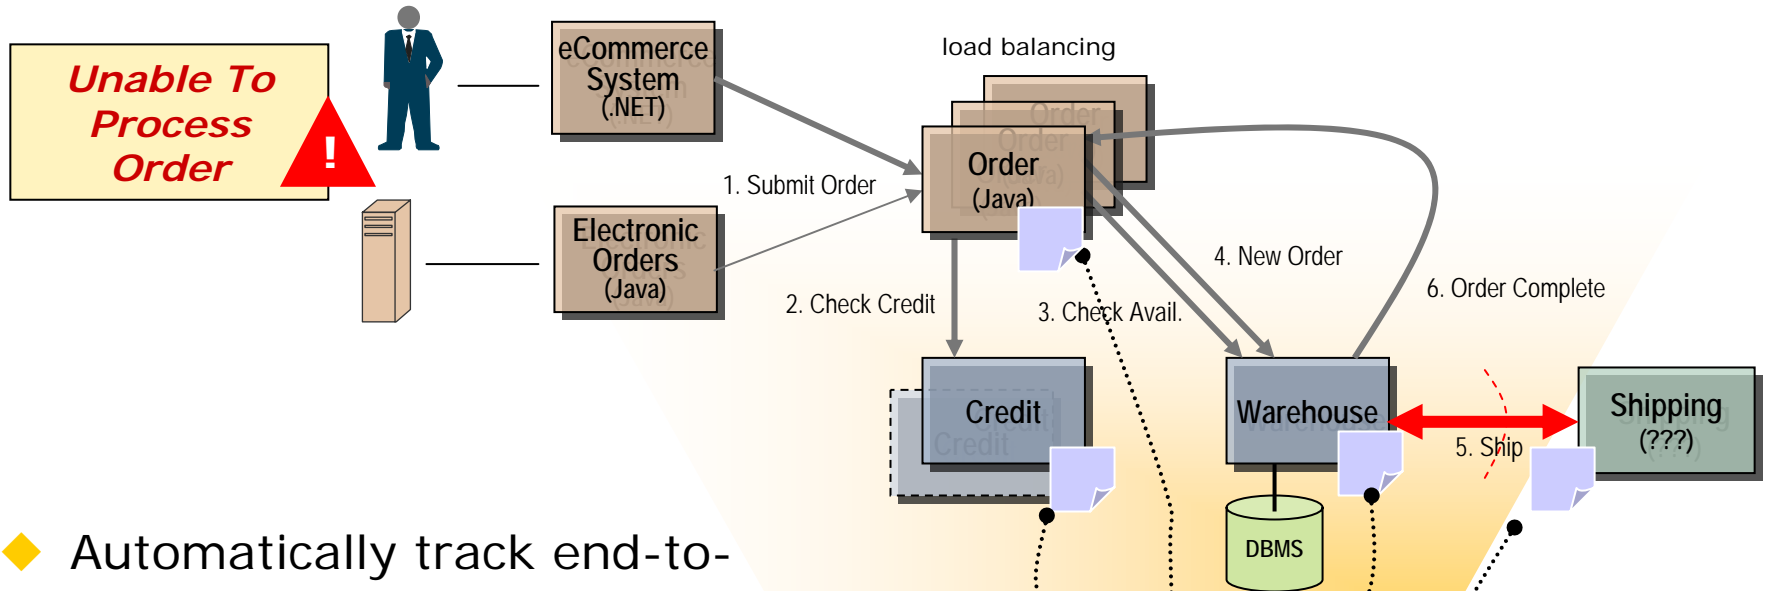 Unable To
Process
Order
!
eCommerce
System
(.NET)
load balancing
Order
Order
Order
(Java)
1. Submit Order
Electronic
Orders
(Java)
2. Check Credit
3. Check Avail.
4. New Order
6. Order Complete
Credit
Credit
Warehouse
5. Ship
Shipping
(???)
DBMS
Automatically track end-to-